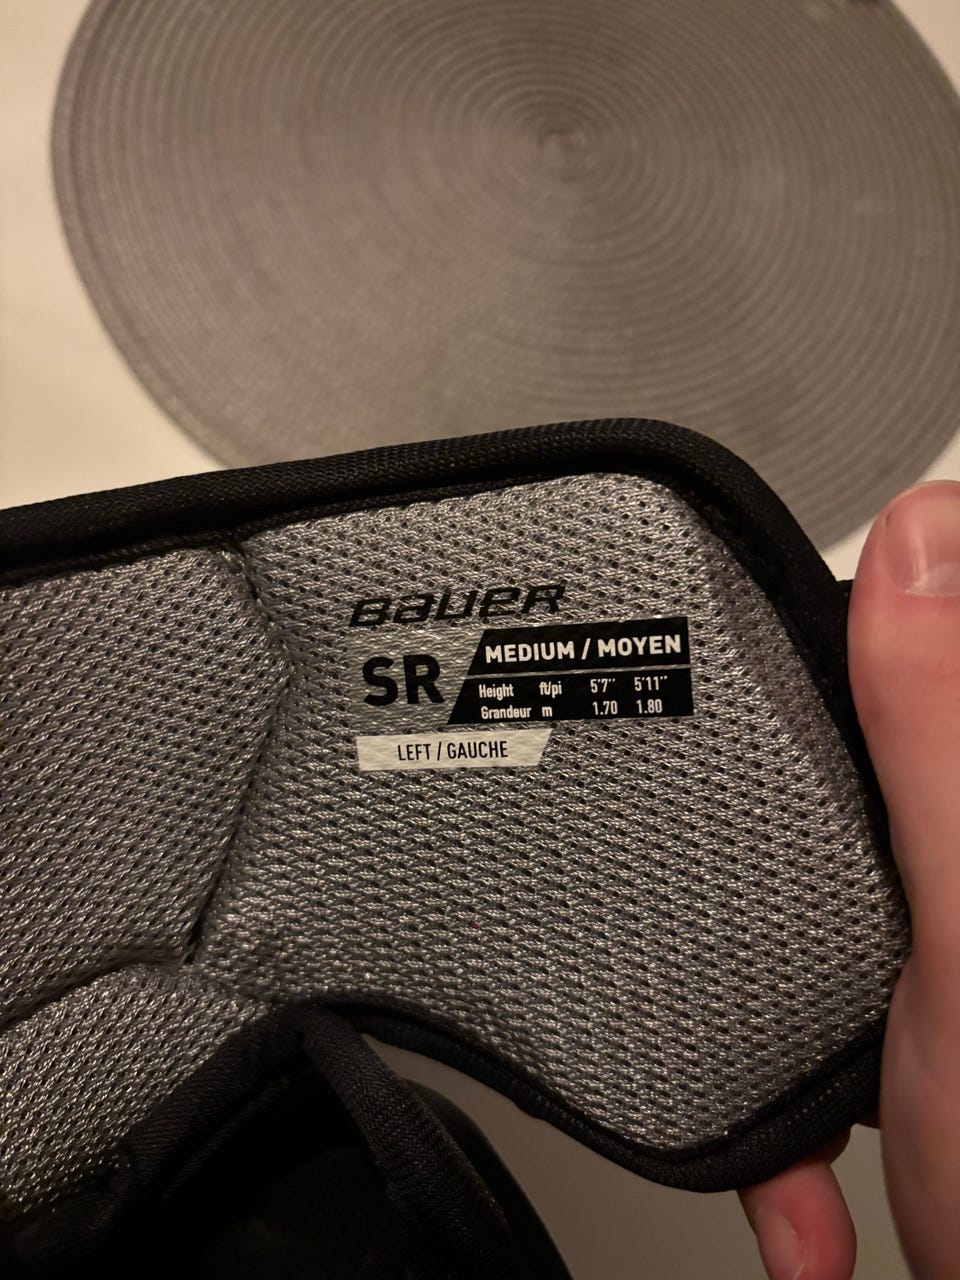 BAUER
SR
MEDIUM / MOYEN
Height ft/pi 5'7" 5'11"
Grandeur m 1.70 1.80
LEFT / GAUCHE